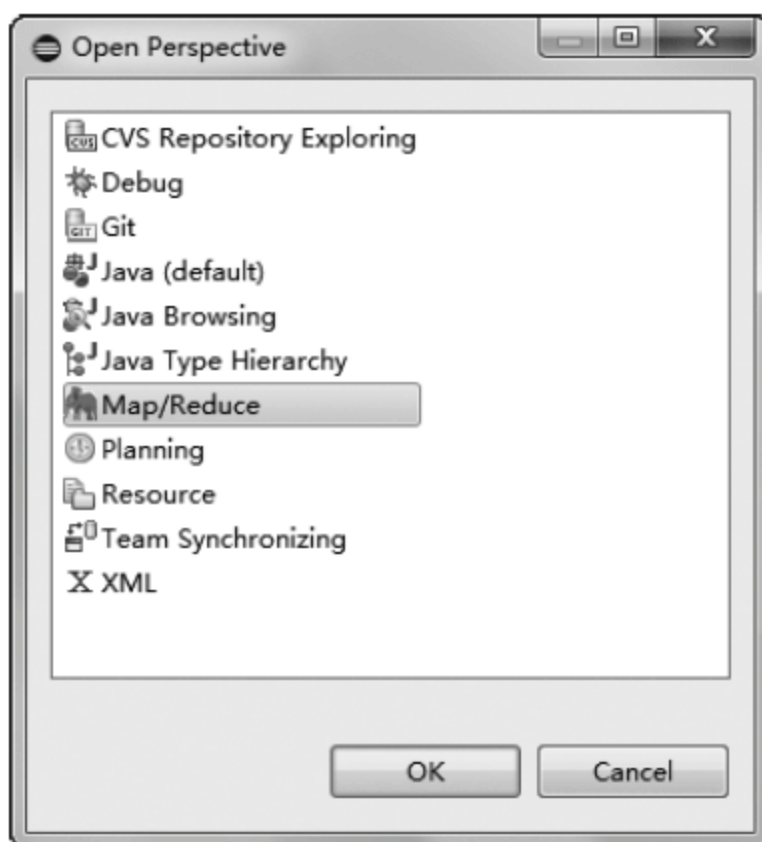 Open Perspective
CVS Repository Exploring
Debug
Git
Java (default)
Java Browsing
Java Type Hierarchy
Map/Reduce
Planning
Resource
Team Synchronizing
XML
OK
Cancel